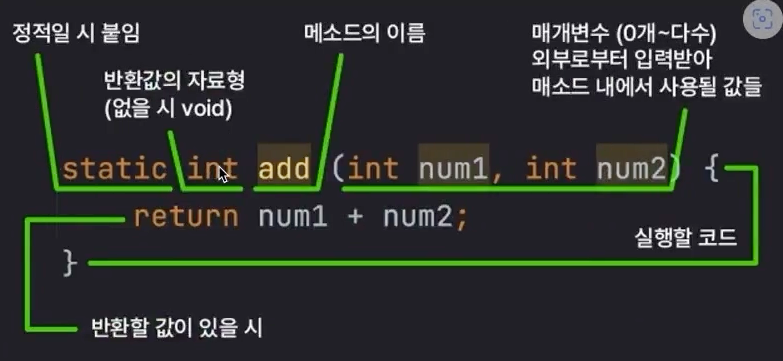 정적일 시 붙임
메소드의 이름
매개변수 (0개~다수)
외부로부터 입력받아
매소드 내에서 사용될 값들
반환값의 자료형
(없을 시 void)
static int add (int num1, int num2) {
return num1 + num2;
실행할 코드
}
반환할 값이 있을 시